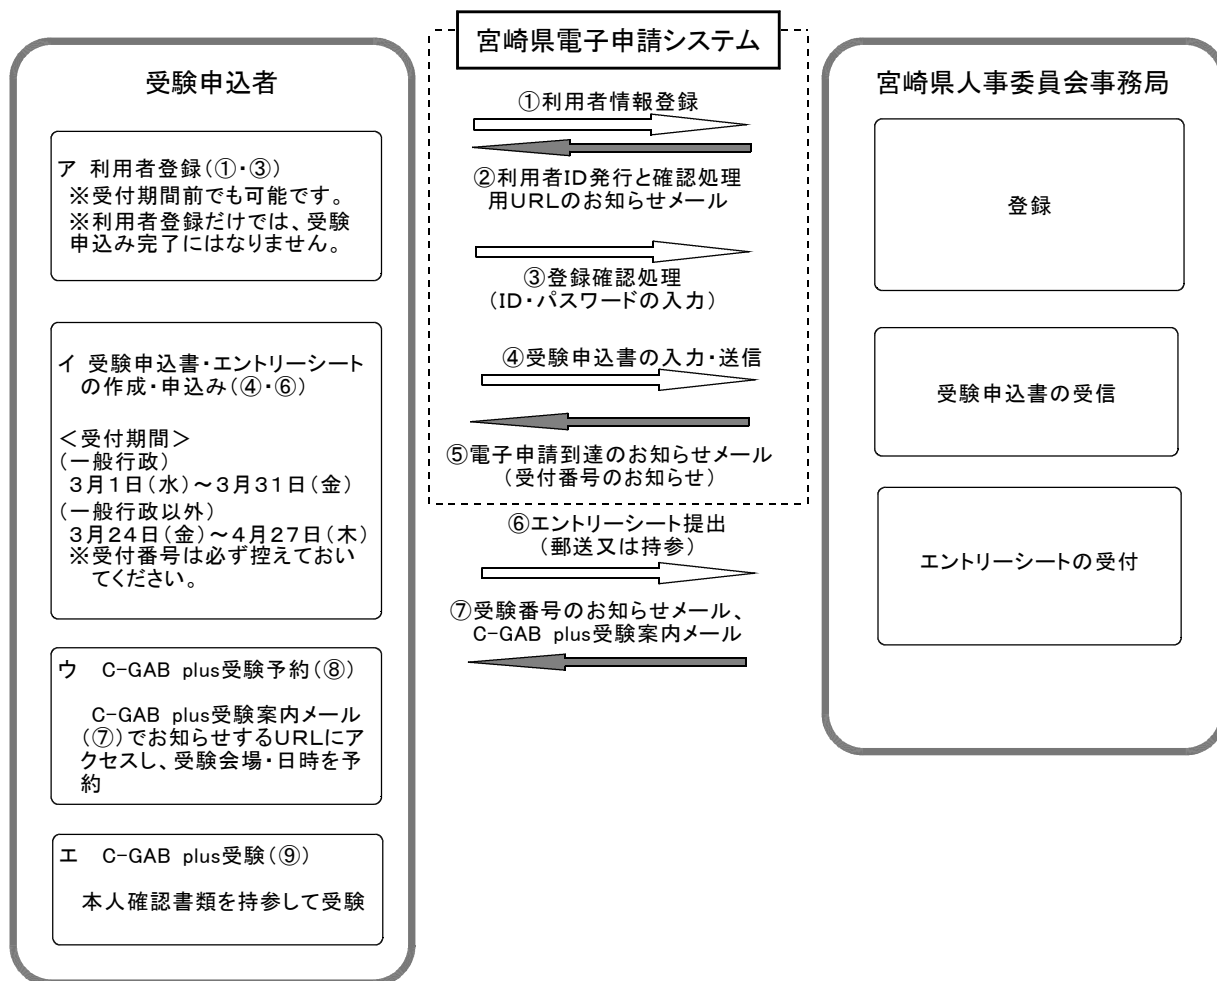 宮崎県電子申請システム
受験申込者
ア 利用者登録(①・③)
※受付期間前でも可能です。
※利用者登録だけでは、受験
申込み完了にはなりません。
イ 受験申込書・エントリーシート
の作成・申込み(④・⑥)
<受付期間>
(一般行政)
3月1日(水)~3月31日(金)
(一般行政以外)
3月24日(金)~4月27日(木)
※受付番号は必ず控えておい
てください。
ウ C-GAB plus受験予約(⑧)
C-GAB plus受験案内メール
(⑦)でお知らせするURLにア
クセスし、受験会場・日時を予
約
エ C-GAB plus受験(⑨)
本人確認書類を持参して受験
①利用者情報登録
②利用者ID発行と確認処理
用URLのお知らせメール
③登録確認処理
(ID・パスワードの入力)
④受験申込書の入力・送信
⑤電子申請到達のお知らせメール
(受付番号のお知らせ)
⑥エントリーシート提出
(郵送又は持参)
⑦受験番号のお知らせメール、
C-GAB plus受験案内メール
宮崎県人事委員会事務局
登録
受験申込書の受信
エントリーシートの受付